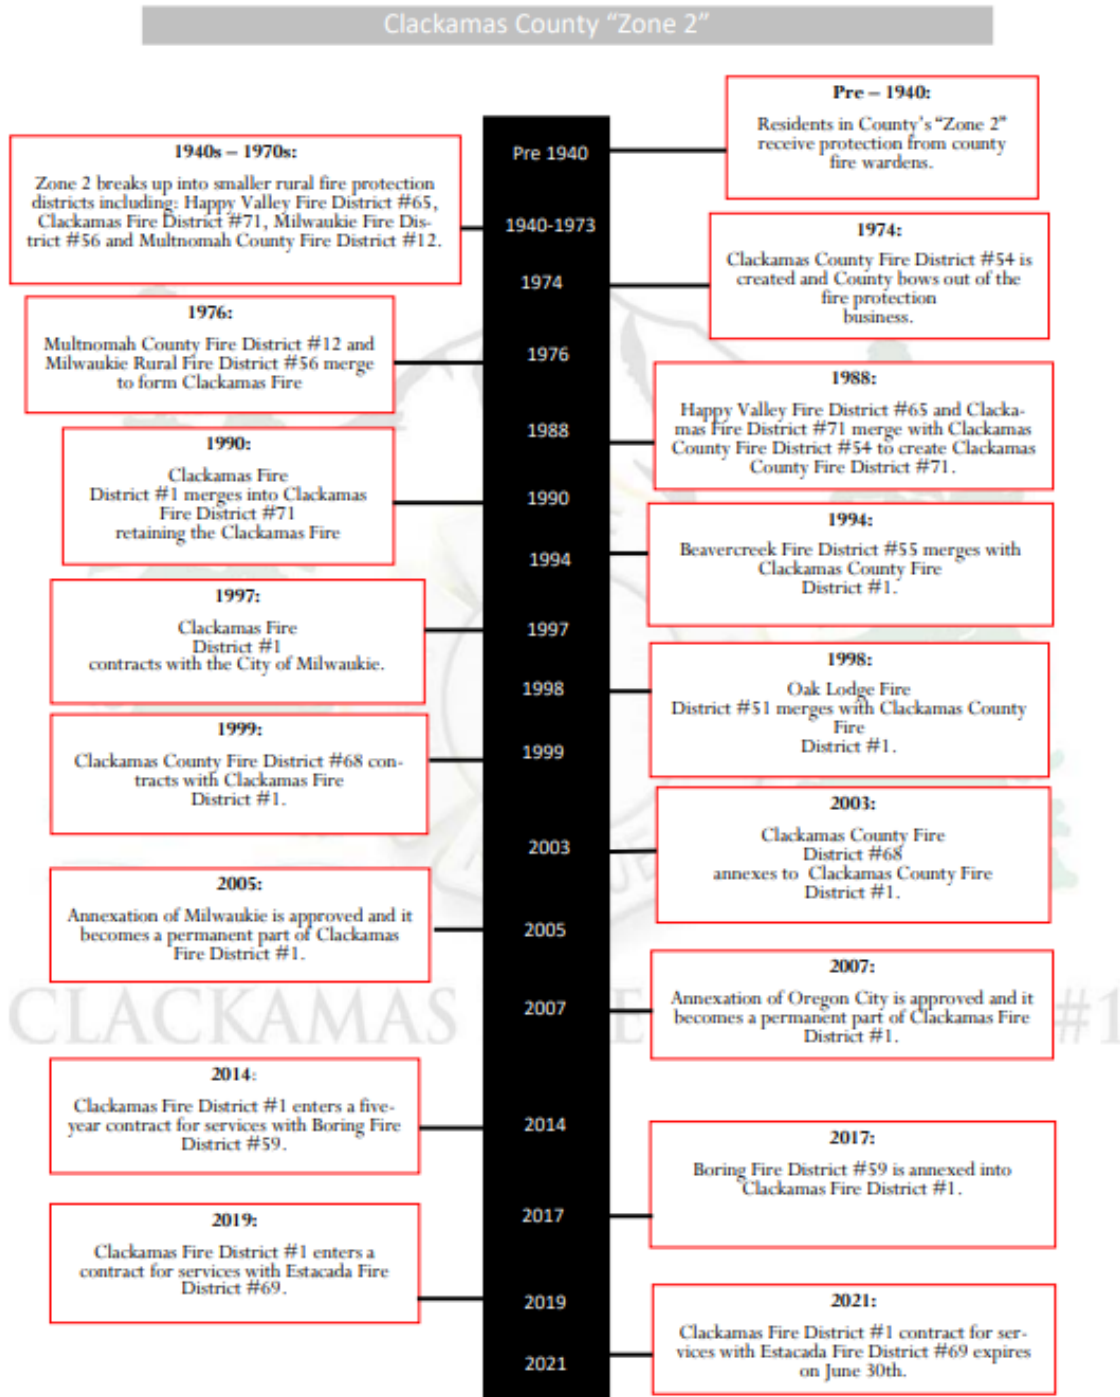 Clackamas County “Zone 2”
Pre – 1940:
Residents in County’s “Zone 2”
receive protection from county
fire wardens.
Pre 1940
1940s – 1970s:
Zone 2 breaks up into smaller rural fire protection
districts including: Happy Valley Fire District #65,
Clackamas Fire District #71, Milwaukie Fire Dis-
trict #56 and Multnomah County Fire District #12.
1940-1973
1974:
Clackamas County Fire District #54 is
created and County bows out of the
fire protection
business.
1974
1976:
Multnomah County Fire District #12 and
Milwaukie Rural Fire District #56 merge
to form Clackamas Fire
1976
1988:
Happy Valley Fire District #65 and Clacka-
mas Fire District #71 merge with Clackamas
County Fire District #54 to create Clackamas
County Fire District #71.
1988
1990:
Clackamas Fire
District #1 merges into Clackamas
Fire District #71
retaining the Clackamas Fire
1990
1994:
Beavercreek Fire District #55 merges with
Clackamas County Fire
District #1.
1994
1997:
Clackamas Fire
District #1
contracts with the City of Milwaukie.
1997
1998:
Oak Lodge Fire
District #51 merges with Clackamas County
Fire
District #1.
1998
1999:
Clackamas County Fire District #68 con-
tracts with Clackamas Fire
District #1.
1999
2003:
Clackamas County Fire
District #68
annexes to Clackamas County Fire
District #1.
2003
2005:
Annexation of Milwaukie is approved and it
becomes a permanent part of Clackamas
Fire District #1.
2005
2007:
Annexation of Oregon City is approved and it
becomes a permanent part of Clackamas Fire
District #1.
2007
CLACKAMAS E #1
2014:
Clackamas Fire District #1 enters a five-
year contract for services with Boring Fire
District #59.
2014
2017:
Boring Fire District #59 is annexed into
Clackamas Fire District #1.
2017
2019:
Clackamas Fire District #1 enters a
contract for services with Estacada Fire
District #69.
2019
2021:
Clackamas Fire District #1 contract for ser-
vices with Estacada Fire District #69 expires
on June 30th.
2021